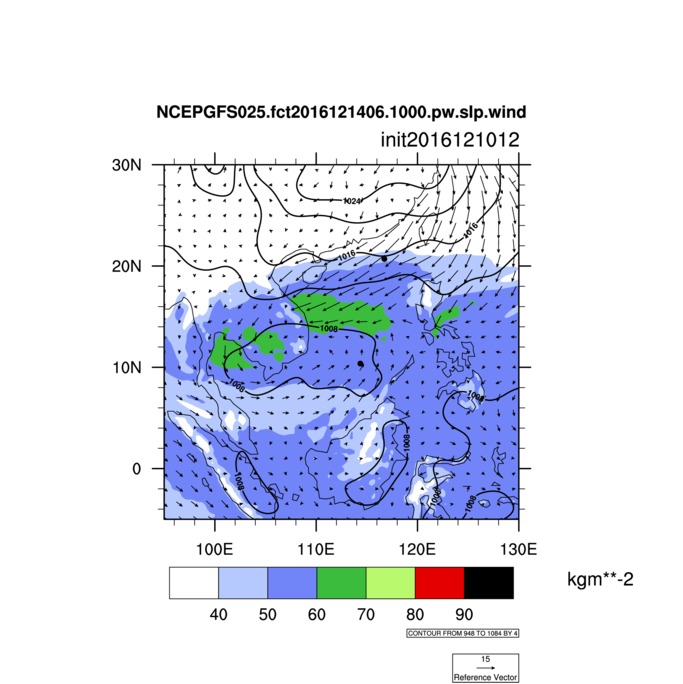 NCEPGFS025.fct2016121406.1000.pw.slp.wind
init2016121012
30N
1024
1016
1016
20N
1008
10N
1008
1008
1008
0
1008
1008
1008
100E 110E 120E 130E
kgm**-2
40 50 60 70 80 90
CONTOUR FROM 948 TO 1084 BY 4
15
Reference Vector